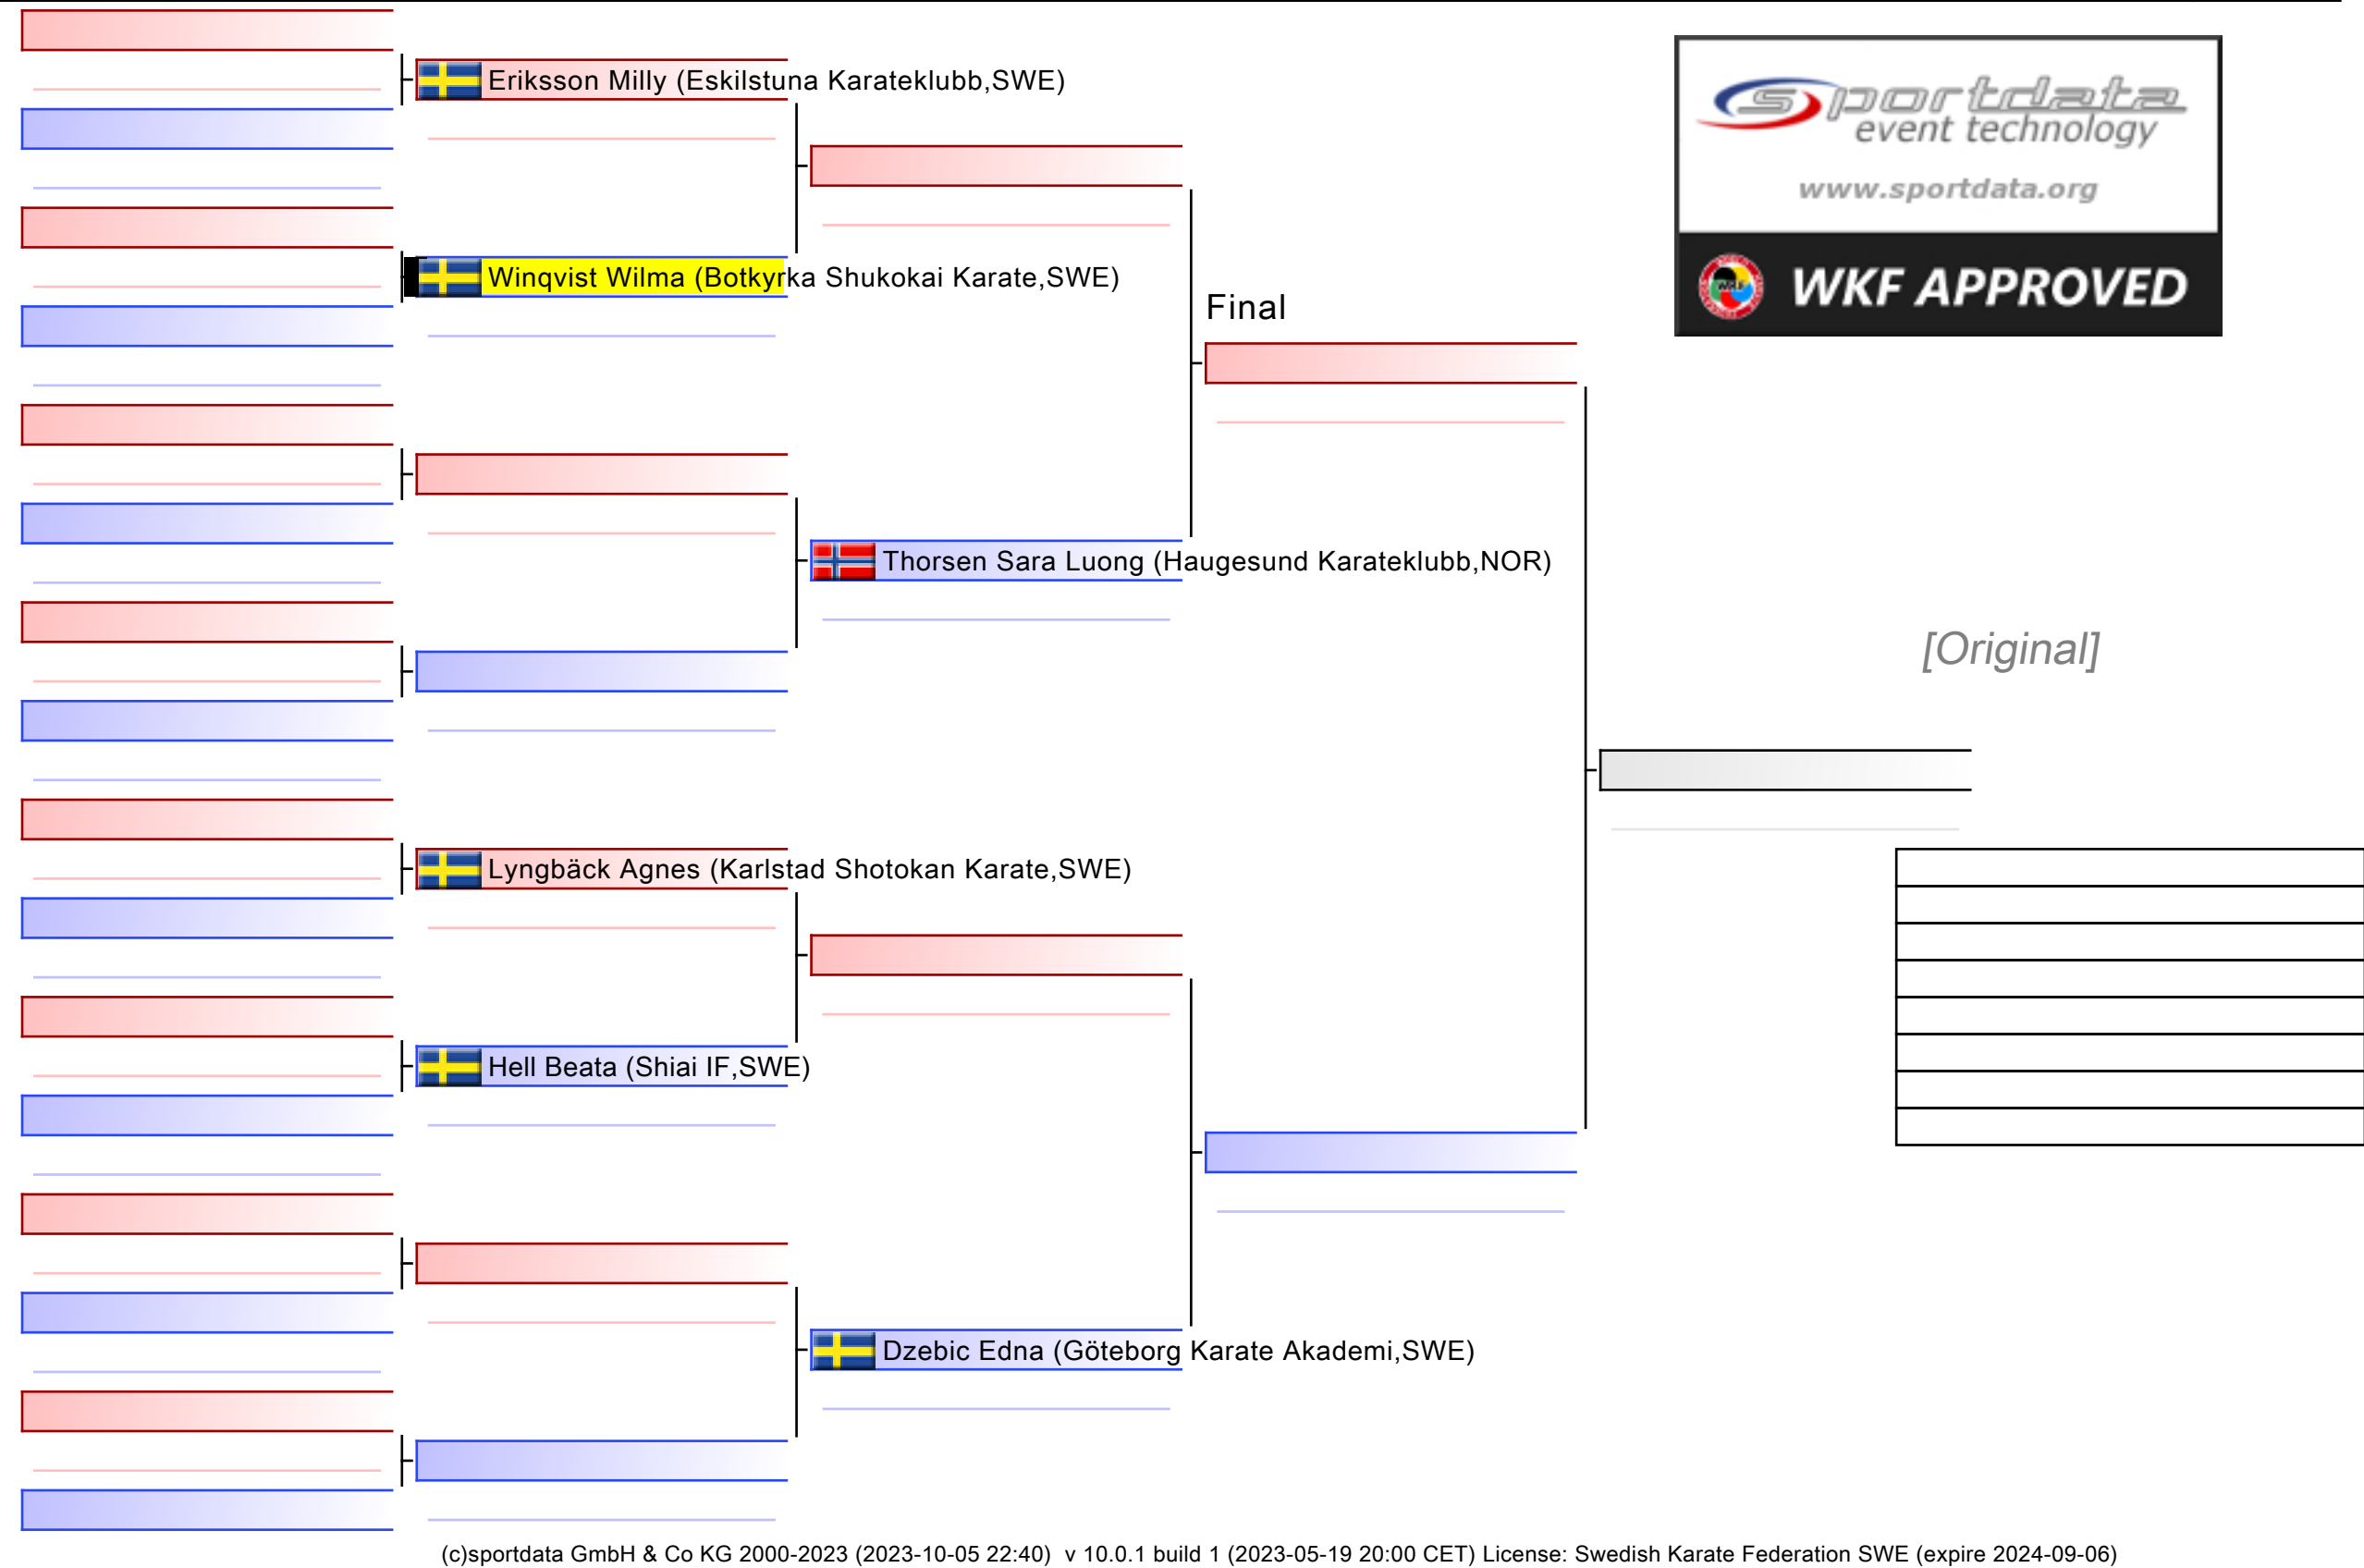 Eriksson Milly (Eskilstuna Karateklubb,SWE)
sportdata
event technology
www.sportdata.org
WKF APPROVED
Winqvist Wilma (Botkyrka Shukokai Karate,SWE)
Final
Thorsen Sara Luong (Haugesund Karateklubb,NOR)
[Original]
Lyngbäck Agnes (Karlstad Shotokan Karate,SWE)
Hell Beata (Shiai IF,SWE)
Dzebic Edna (Göteborg Karate Akademi,SWE)
(c)sportdata GmbH & Co KG 2000-2023 (2023-10-05 22:40) v 10.0.1 build 1 (2023-05-19 20:00 CET) License: Swedish Karate Federation SWE (expire 2024-09-06)